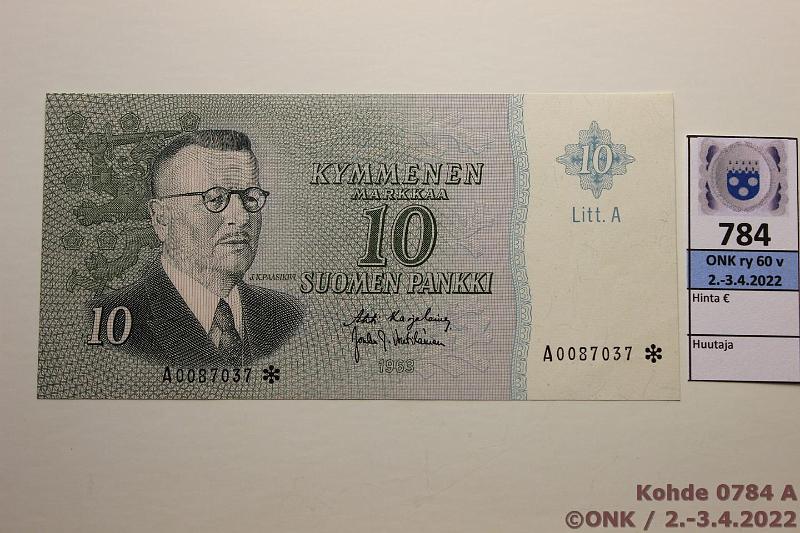 KYMMENEN
MARKKAA
10
SUOMEN PANKKI
J.K.PAASIKIVI
10
1963
A0087037 *
10
Litt. A
A0087037 *
784
ONK ry 60 v
2.-3.4.2022
Hinta €
Huutaja
Kohde 0784 A
©ONK / 2.-3.4.2022